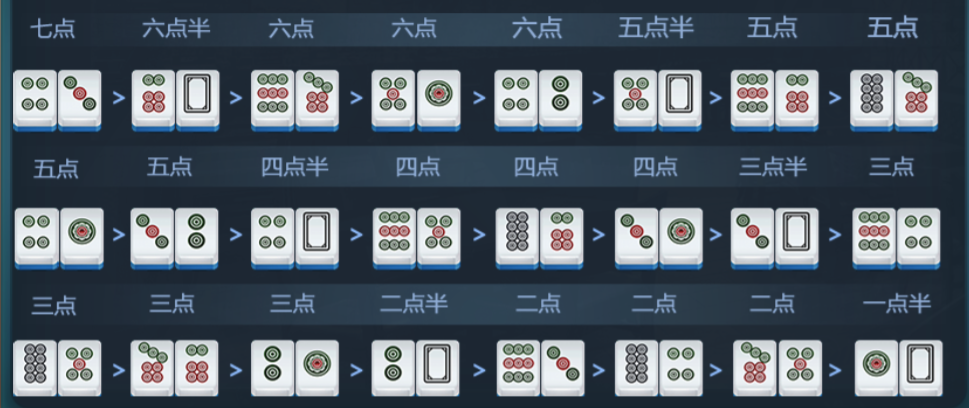 七点 六点半 六点 六点 六点 五点半 五点 五点
五点 五点 四点半 四点 四点 四点 三点半 三点
三点 三点 三点 二点半 二点 二点 二点 一点半